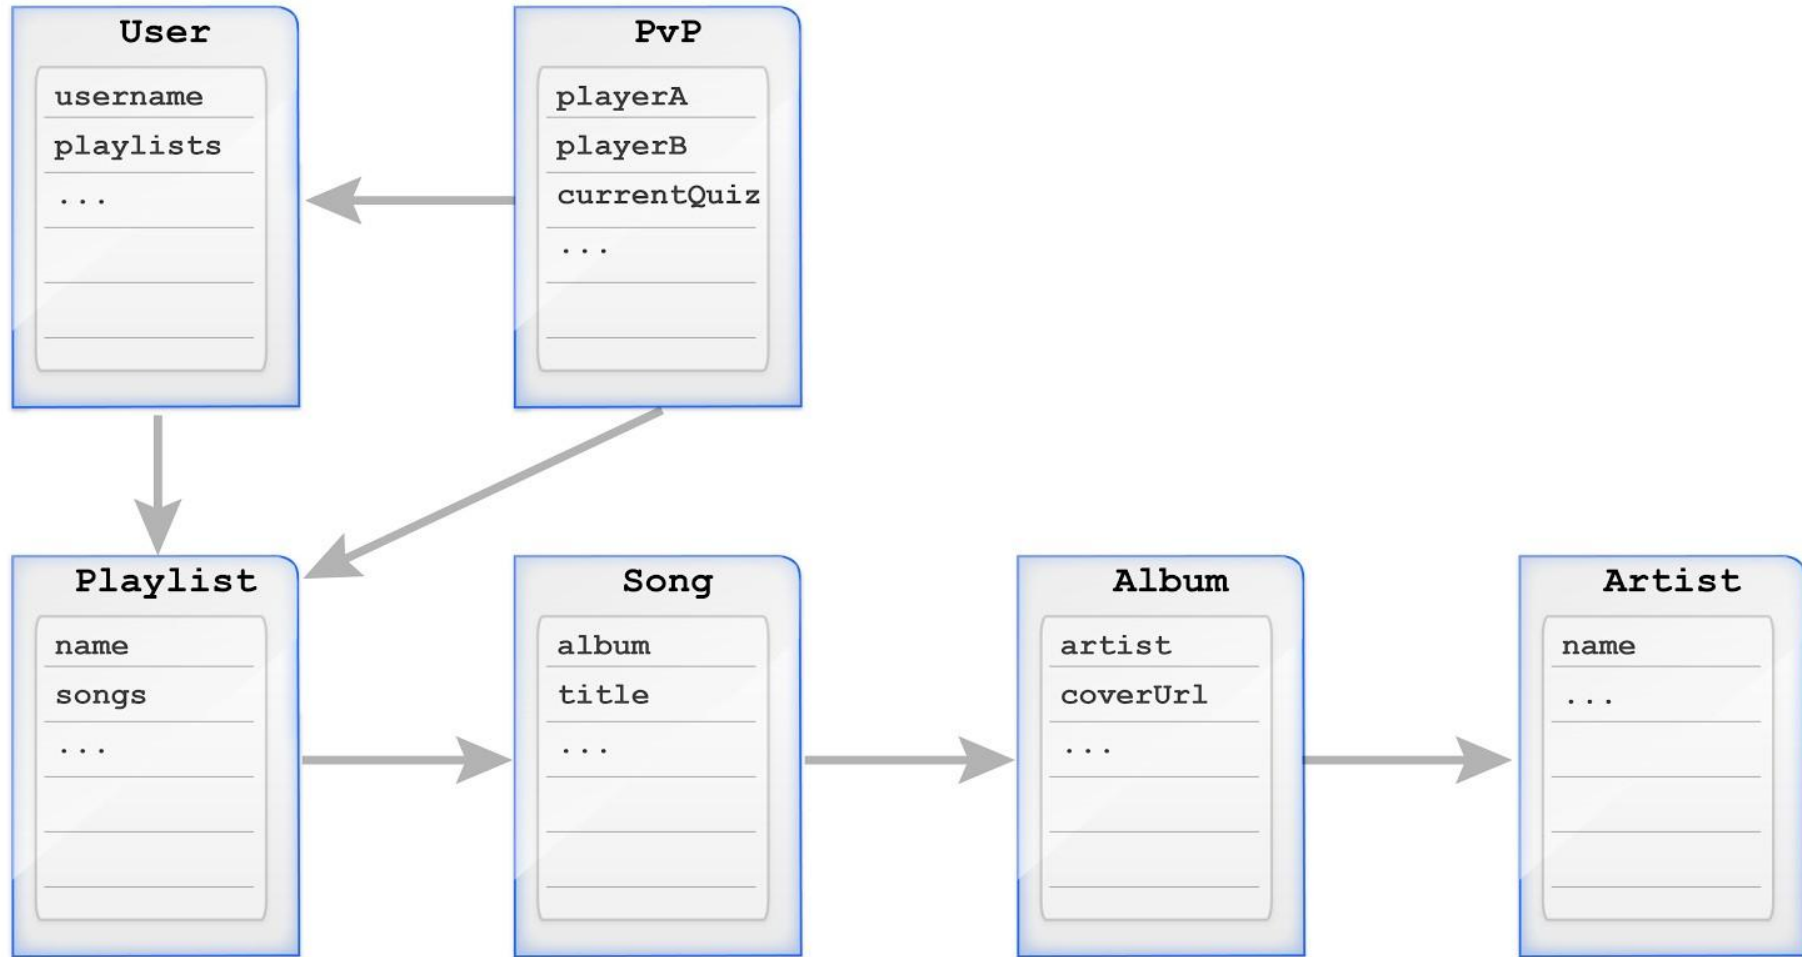 User
username
playlists
...
PvP
playerA
playerB
currentQuiz
...
Playlist
name
songs
...
Song
album
title
...
Album
artist
coverUrl
...
Artist
name
...